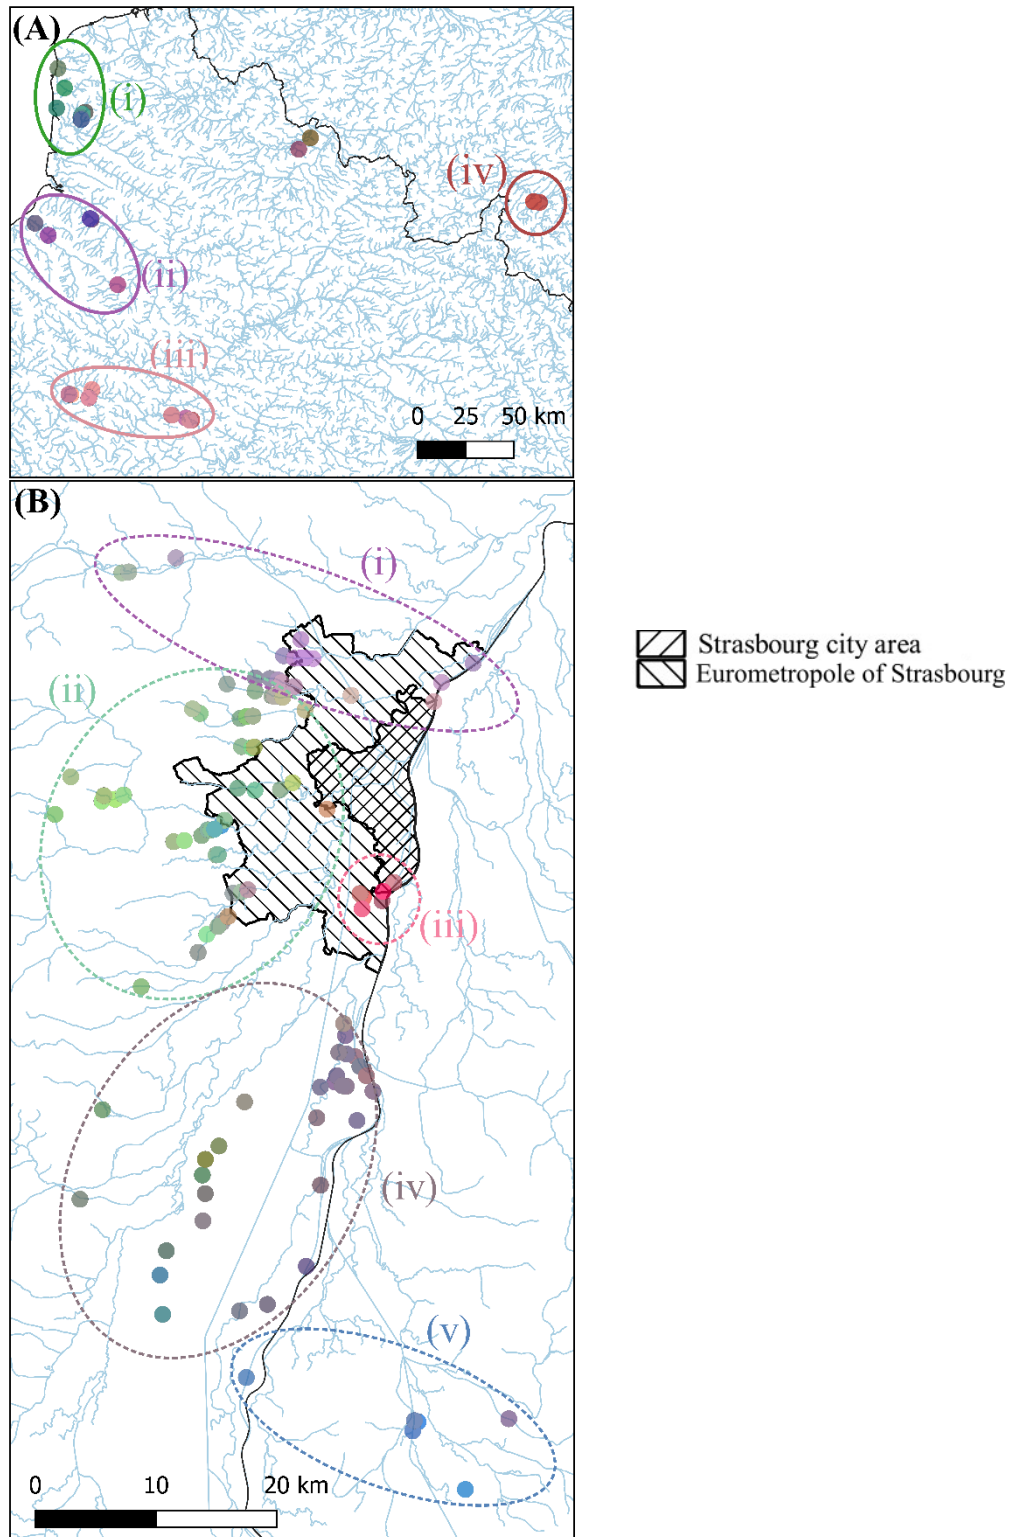 (A)
(i)
(iv)
(ii)
(iii)
0 25 50 km
(B)
(i)
(ii)
Strasbourg city area
Eurometropole of Strasbourg
(iii)
(iv)
(v)
0 10 20 km